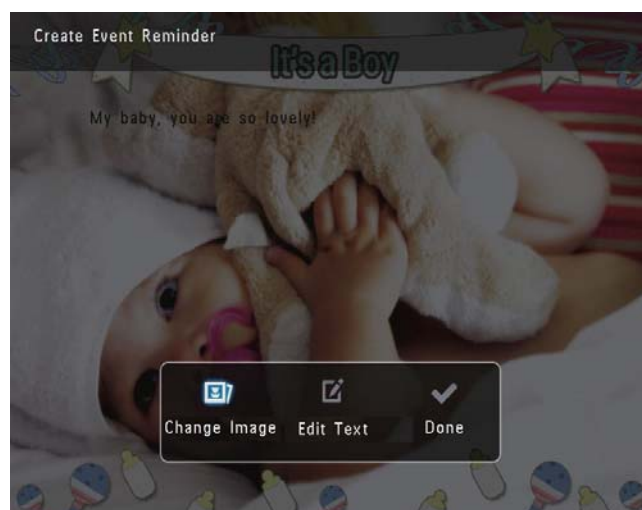 Create Event Reminder
It's a Boy
My baby, you are so lovely!
Change Image
Edit Text
Done